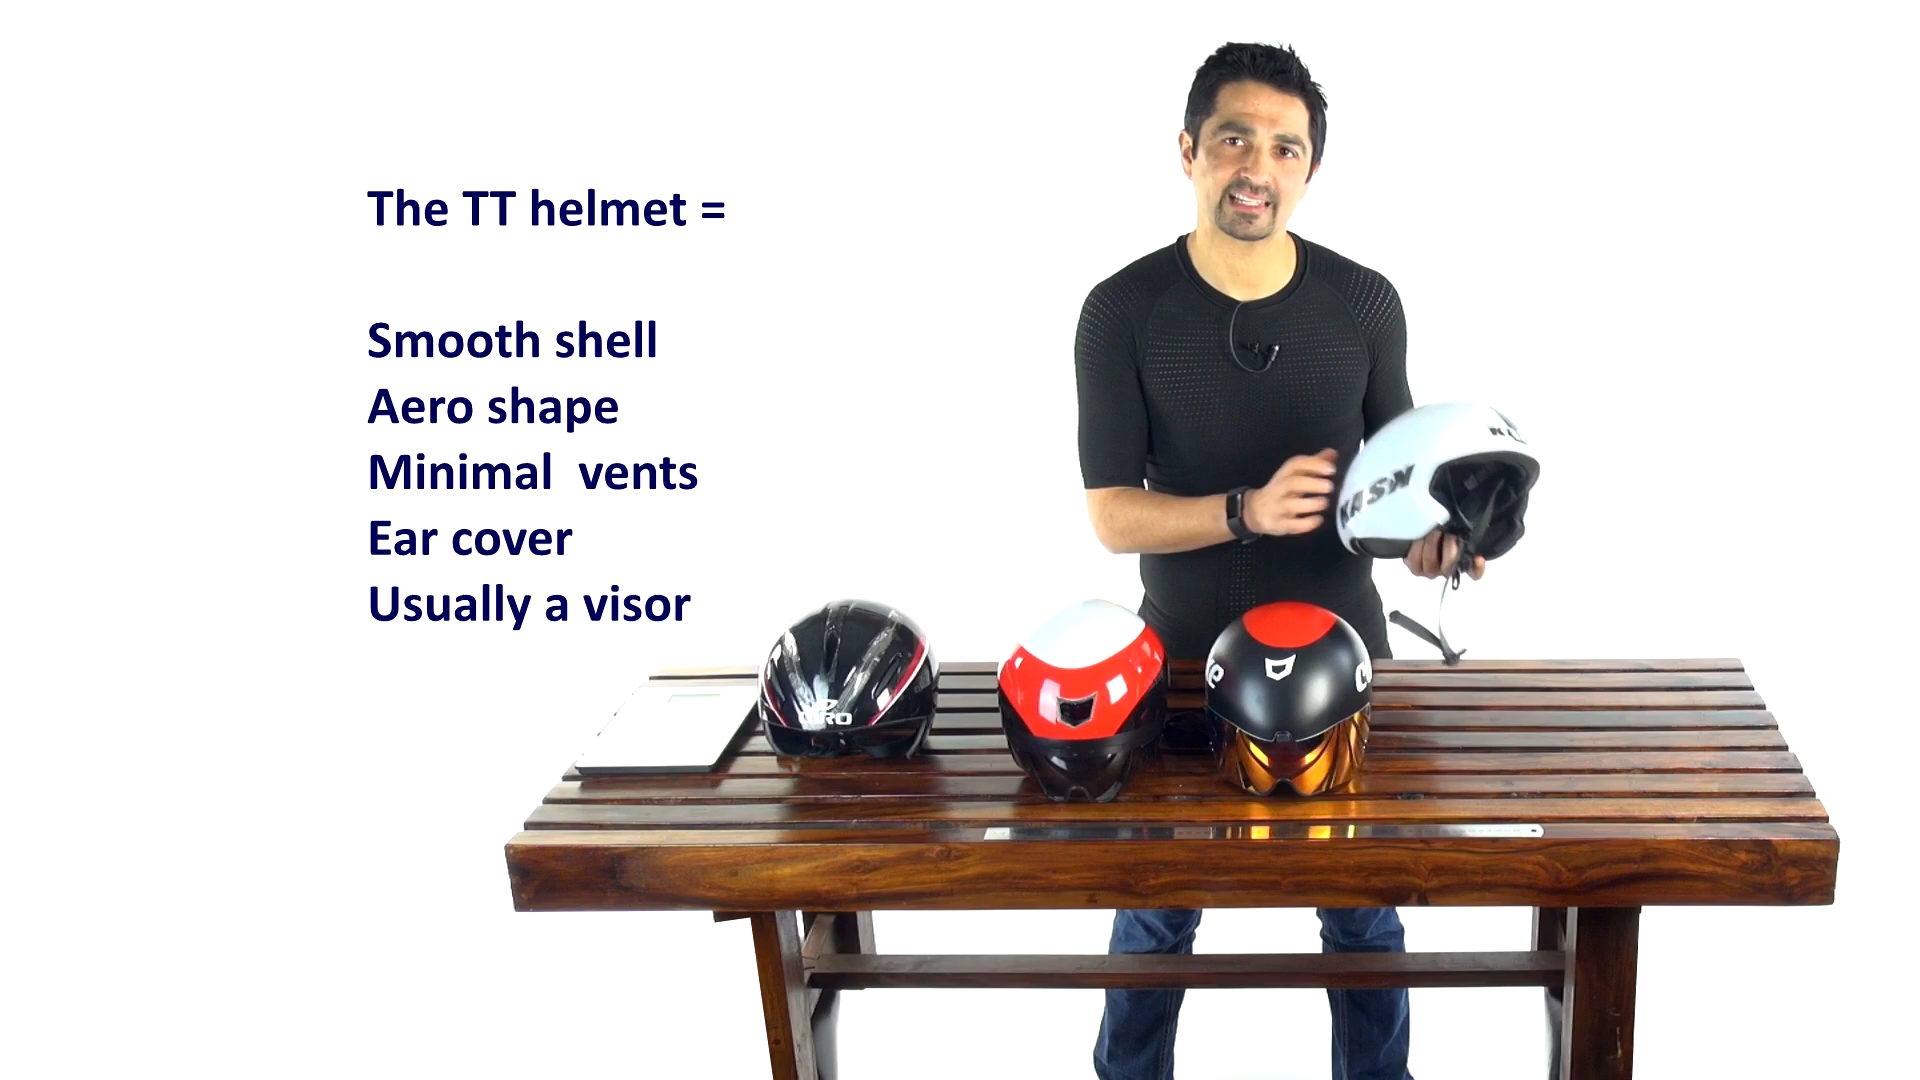 The TT helmet =
Smooth shell
Aero shape
Minimal  vents
Ear cover
Usually a visor
KASK
GIRO